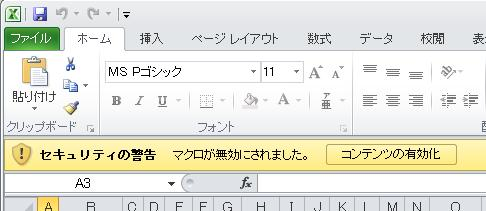 ファイル ホーム 挿入 ページ レイアウト 数式 データ 校閲
MS Pゴシック 11 A A
貼り付け B I U A ア亜
クリップボード フォント
セキュリティの警告 マクロが無効にされました。 コンテンツの有効化
A3 fx
A B C D E F G H I J K L M N O